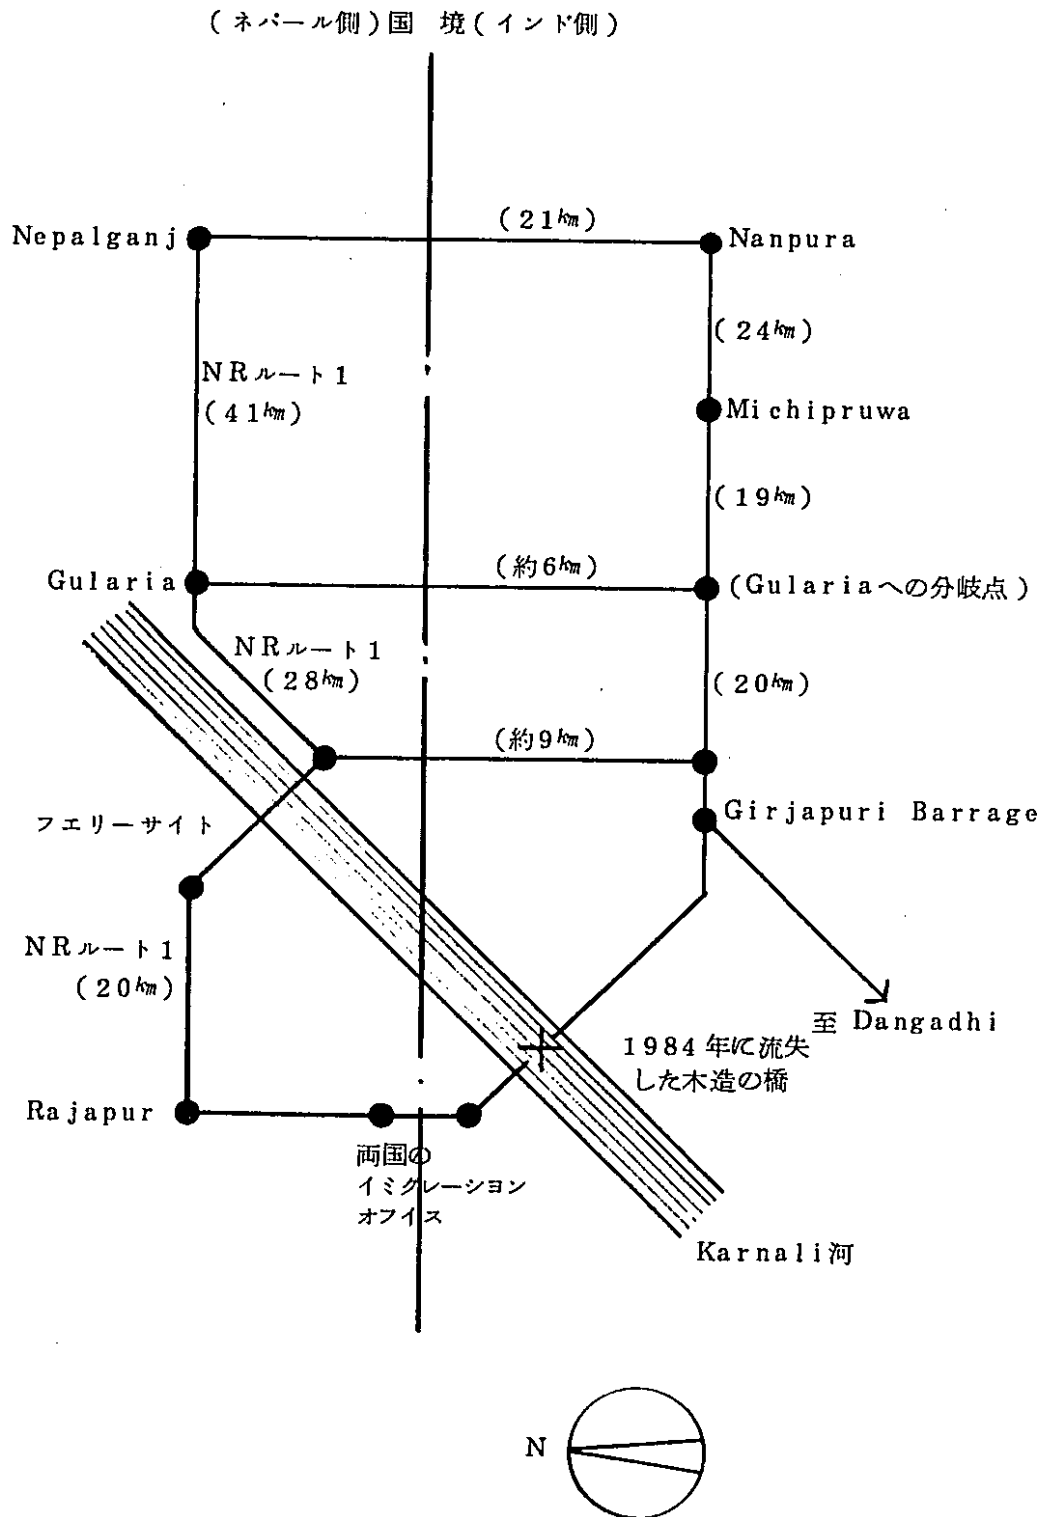 (ネパール側)国　境(インド側)
(21km)
Nepalganj
Nanpura
(24km)
NRルート1
(41km)
Michipruwa
(19km)
(約6km)
Gularia
(Gulariaへの分岐点)
NRルート1
(28km)
(20km)
(約9km)
Girjapuri Barrage
フエリーサイト
NRルート1
(20km)
至 Dangadhi
1984年に流失
した木造の橋
Rajapur
両国の
イミグレーション
オフイス
Karnali河
N